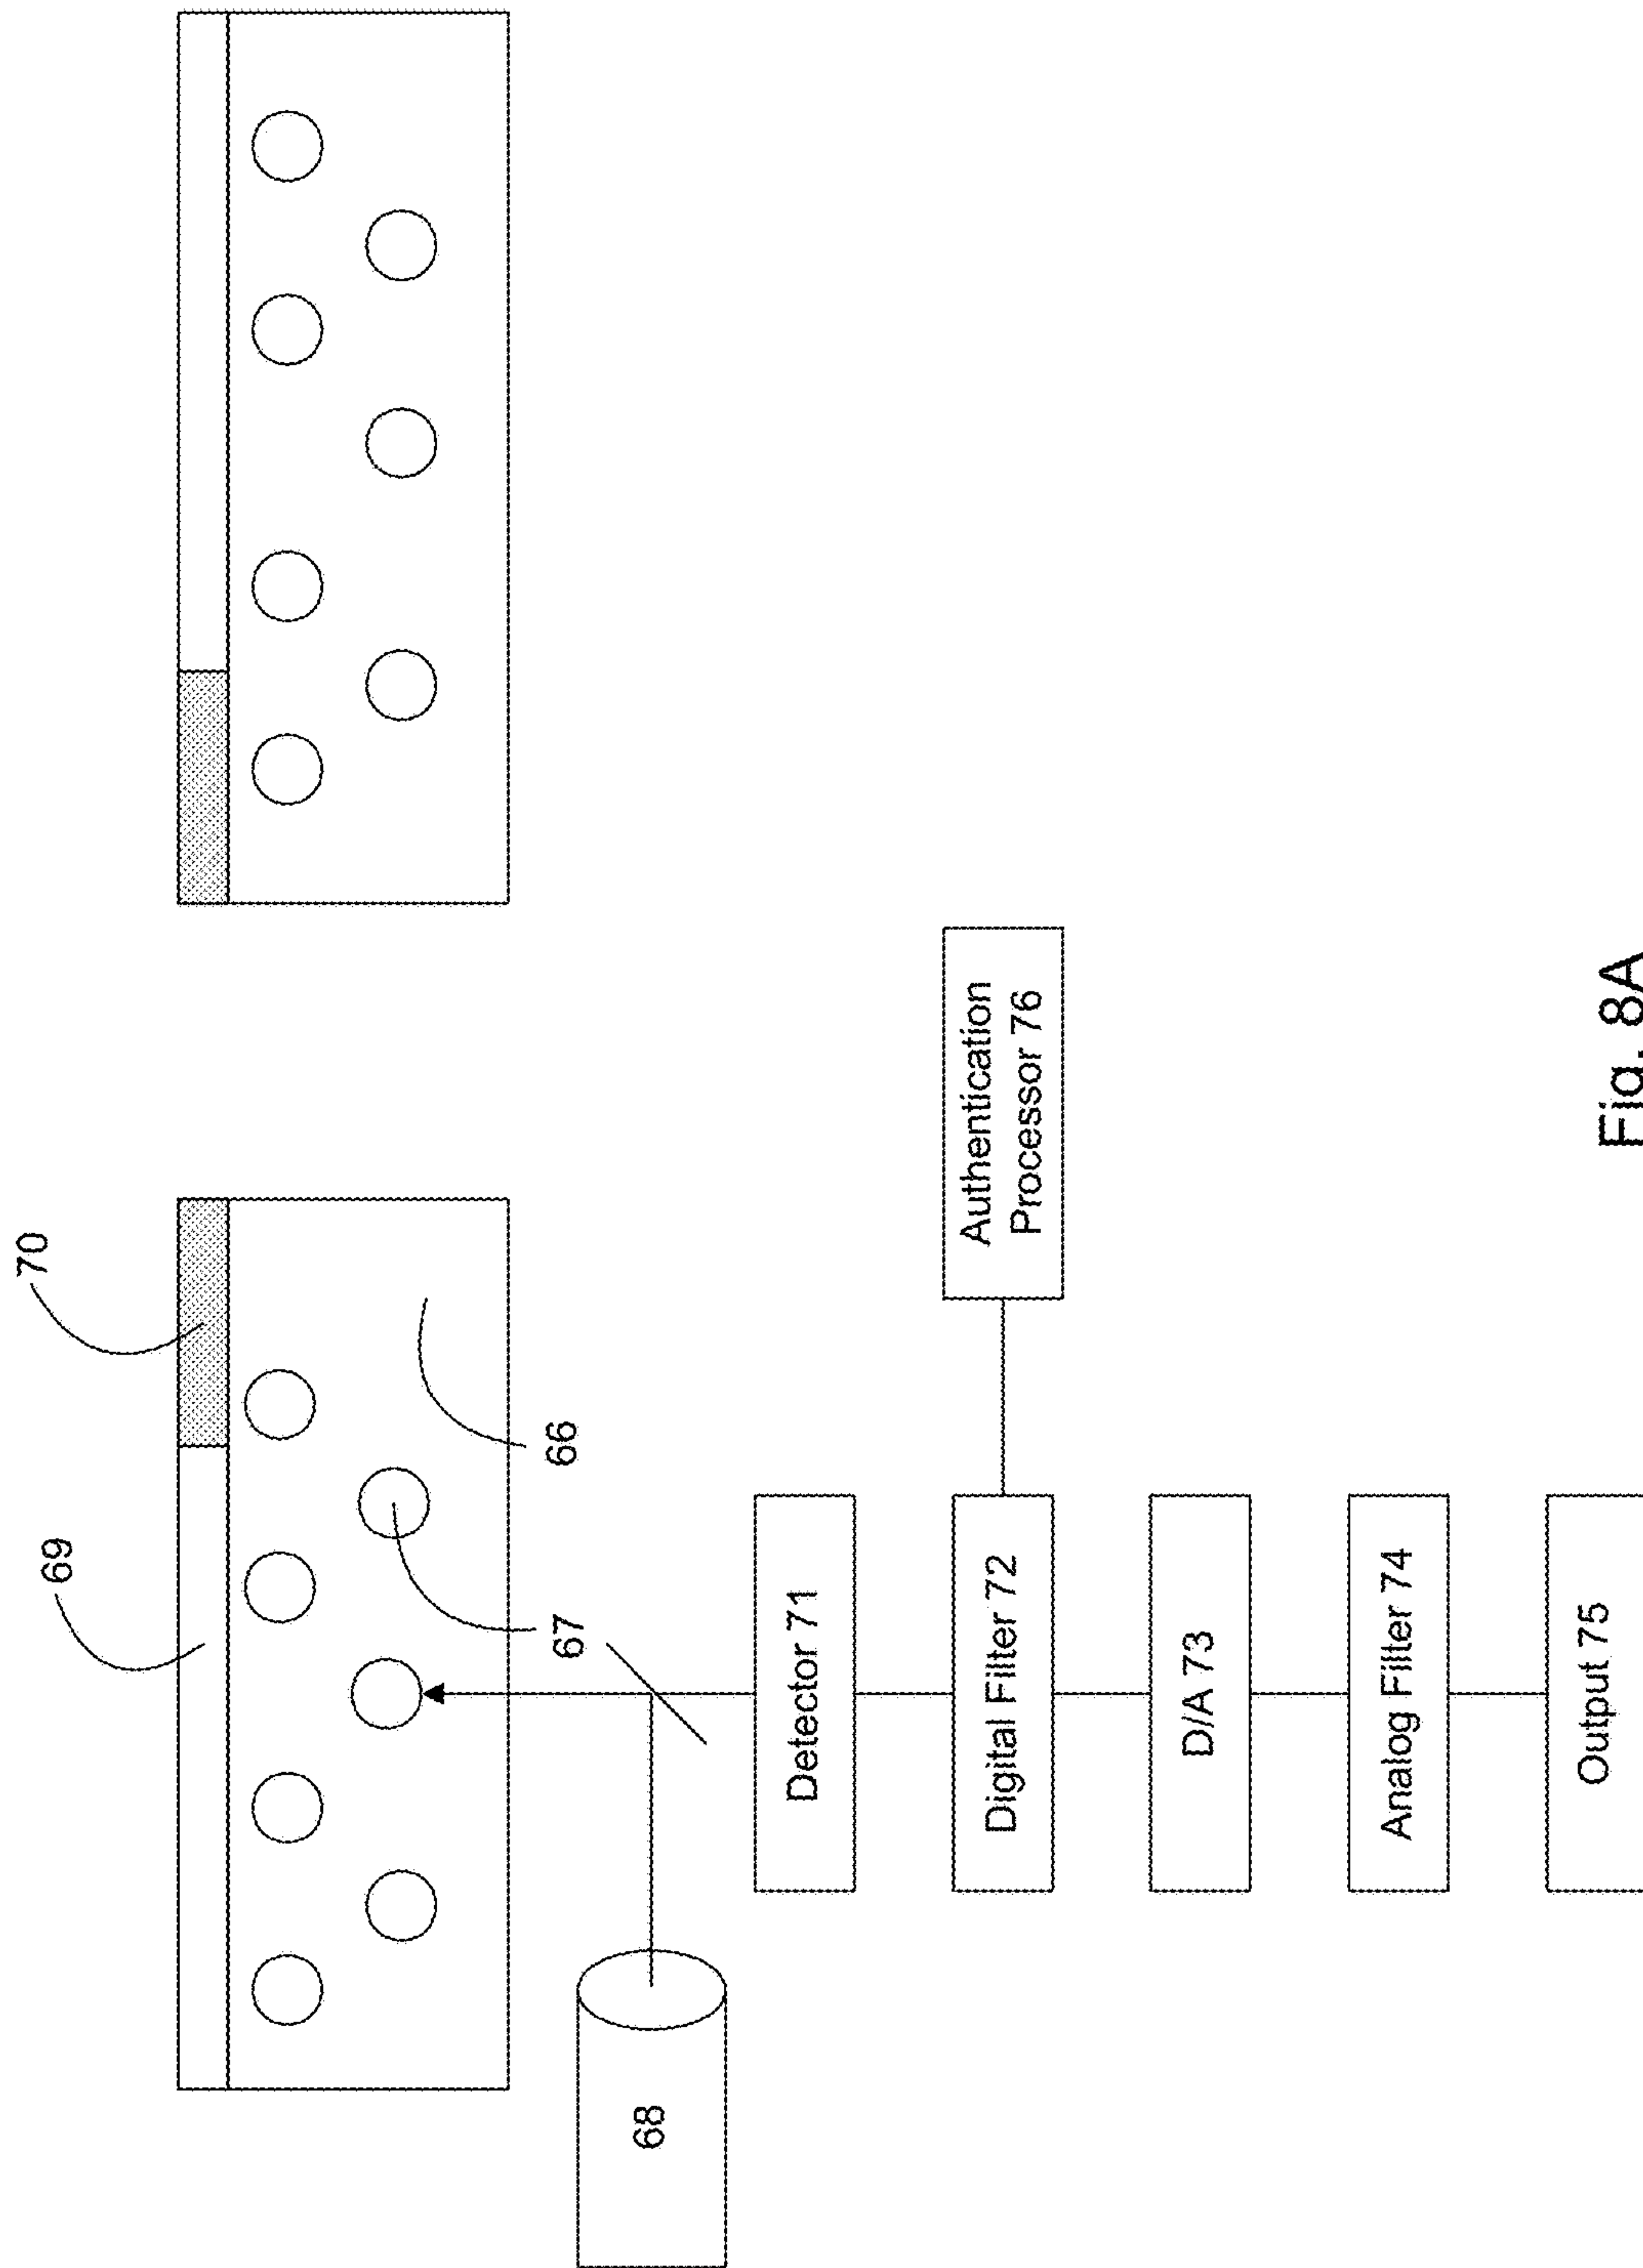 70
69
66
67
68
Detector 71
Digital Filter 72
Authentication
Processor 76
D/A 73
Analog Filter 74
Output 75
Fig. 8A